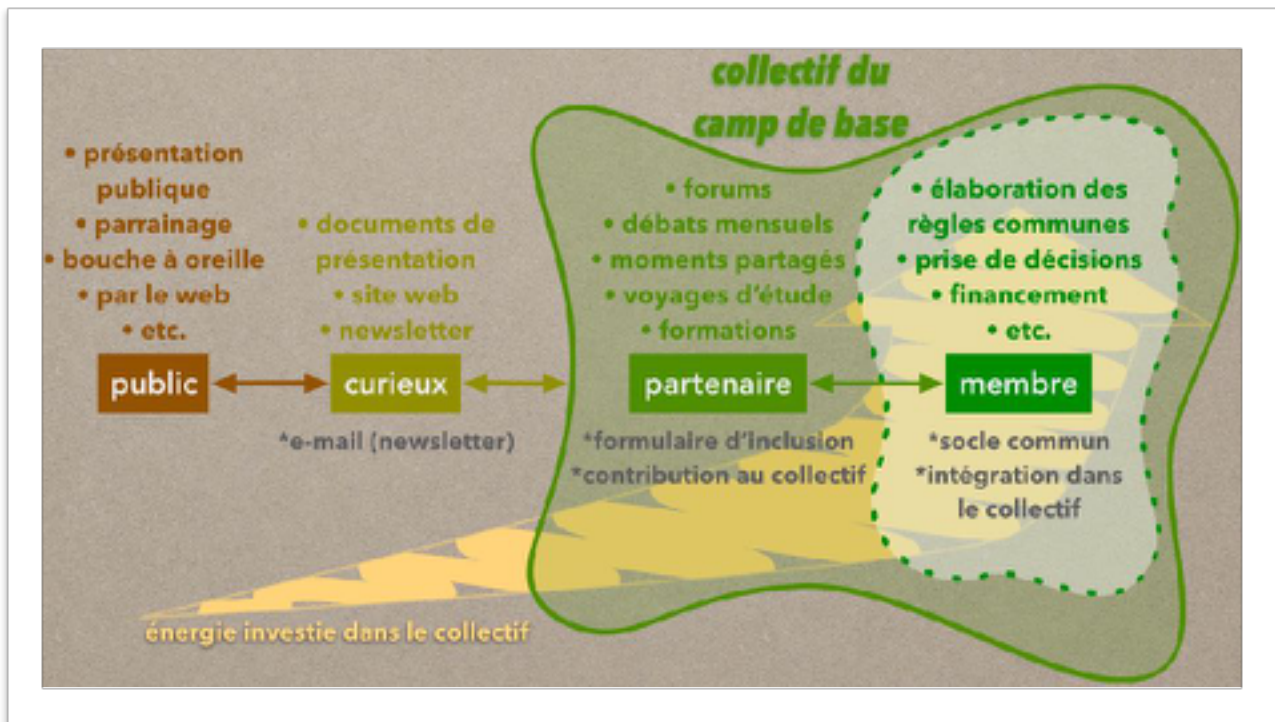 collectif du
camp de base
• présentation
publique
• parrainage
• bouche à oreille
• par le web
• etc.
public
• documents de
présentation
• site web
• newsletter
curieux
*e-mail (newsletter)
• forums
• débats mensuels
• moments partagés
• voyages d'étude
• formations
partenaire
*formulaire d'inclusion
*contribution au collectif
• élaboration des
règles communes
• prise de décisions
• financement
• etc.
membre
*socle commun
*intégration dans
le collectif
énergie investie dans le collectif